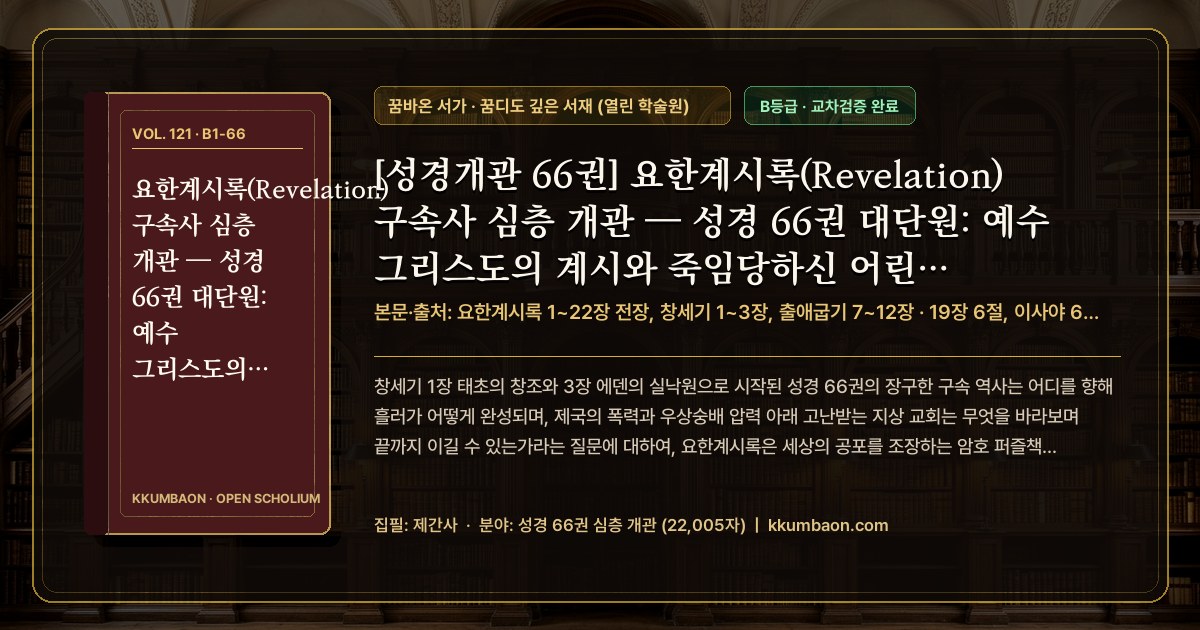 VOL. 121 · B1-66
요한계시록(Revelation)
구속사 심층
개관 — 성경
66권 대단원:
예수
그리스도의…
KKUMBAON · OPEN SCHOLIUM
꿈바온 서가 · 꿈디도 깊은 서재 (열린 학술원)
B등급 · 교차검증 완료
[성경개관 66권] 요한계시록(Revelation)
구속사 심층 개관 — 성경 66권 대단원: 예수
그리스도의 계시와 죽임당하신 어린…
본문·출처: 요한계시록 1~22장 전장, 창세기 1~3장, 출애굽기 7~12장 · 19장 6절, 이사야 6...
창세기 1장 태초의 창조와 3장 에덴의 실낙원으로 시작된 성경 66권의 장구한 구속 역사는 어디를 향해
흘러가 어떻게 완성되며, 제국의 폭력과 우상숭배 압력 아래 고난받는 지상 교회는 무엇을 바라보며
끝까지 이길 수 있는가라는 질문에 대하여, 요한계시록은 세상의 공포를 조장하는 암호 퍼즐책...
집필: 제간사 · 분야: 성경 66권 심층 개관 (22,005자) | kkumbaon.com